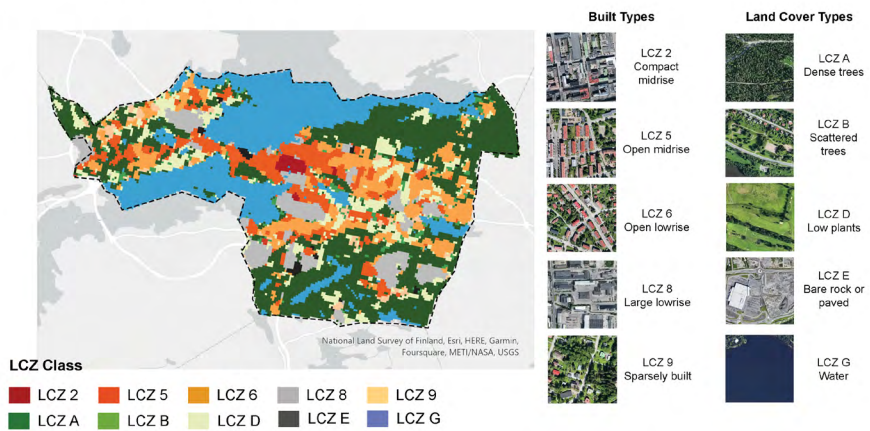 Built Types
Land Cover Types
LCZ 2
Compact
midrise
LCZ A
Dense trees
LCZ 5
Open midrise
LCZ B
Scattered
trees
LCZ 6
Open lowrise
LCZ D
Low plants
LCZ 8
Large lowrise
LCZ E
Bare rock or
paved
LCZ 9
Sparsely built
LCZ G
Water
National Land Survey of Finland, Esri, HERE, Garmin,
Foursquare, METI/NASA, USGS
LCZ Class
LCZ 2 LCZ 5 LCZ 6 LCZ 8 LCZ 9
LCZ A LCZ B LCZ D LCZ E LCZ G